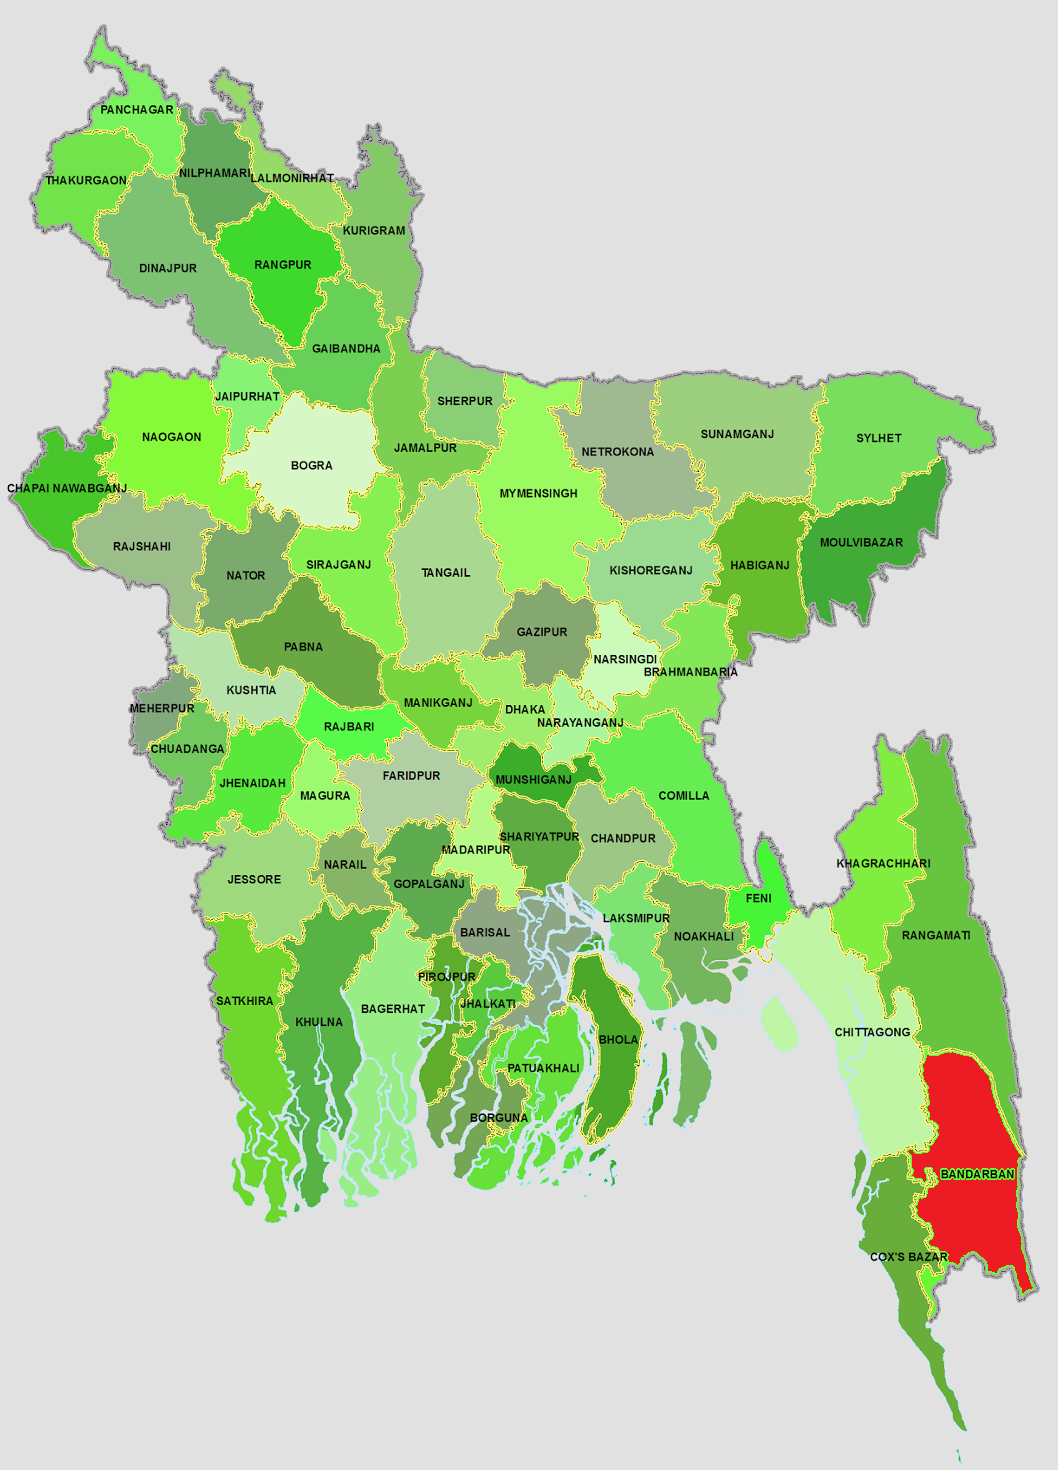 PANCHAGAR
THAKURGAON
NILPHAMARI
LALMONIRHAT
KURIGRAM
DINAJPUR
RANGPUR
GAIBANDHA
JAIPURHAT
SHERPUR
NAOGAON
BOGRA
JAMALPUR
NETROKONA
SUNAMGANJ
SYLHET
CHAPAI NAWABGANJ
MYMENSINGH
RAJSHAHI
NATOR
SIRAJGANJ
TANGAIL
KISHOREGANJ
HABIGANJ
MOULVIBAZAR
PABNA
GAZIPUR
NARSINGDI
BRAHMANBARIA
KUSHTIA
MEHERPUR
MANIKGANJ
DHAKA
NARAYANGANJ
RAJBARI
CHUADANGA
JHENAIDAH
MAGURA
FARIDPUR
MUNSHIGANJ
COMILLA
SHARIYATPUR
CHANDPUR
MADARIPUR
NARAIL
JESSORE
GOPALGANJ
KHAGRACHHARI
FENI
LAKSMIPUR
NOAKHALI
RANGAMATI
BARISAL
PIROJPUR
JHALKATI
SATKHIRA
KHULNA
BAGERHAT
BHOLA
CHITTAGONG
PATUAKHALI
BORGUNA
BANDARBAN
COX'S BAZAR